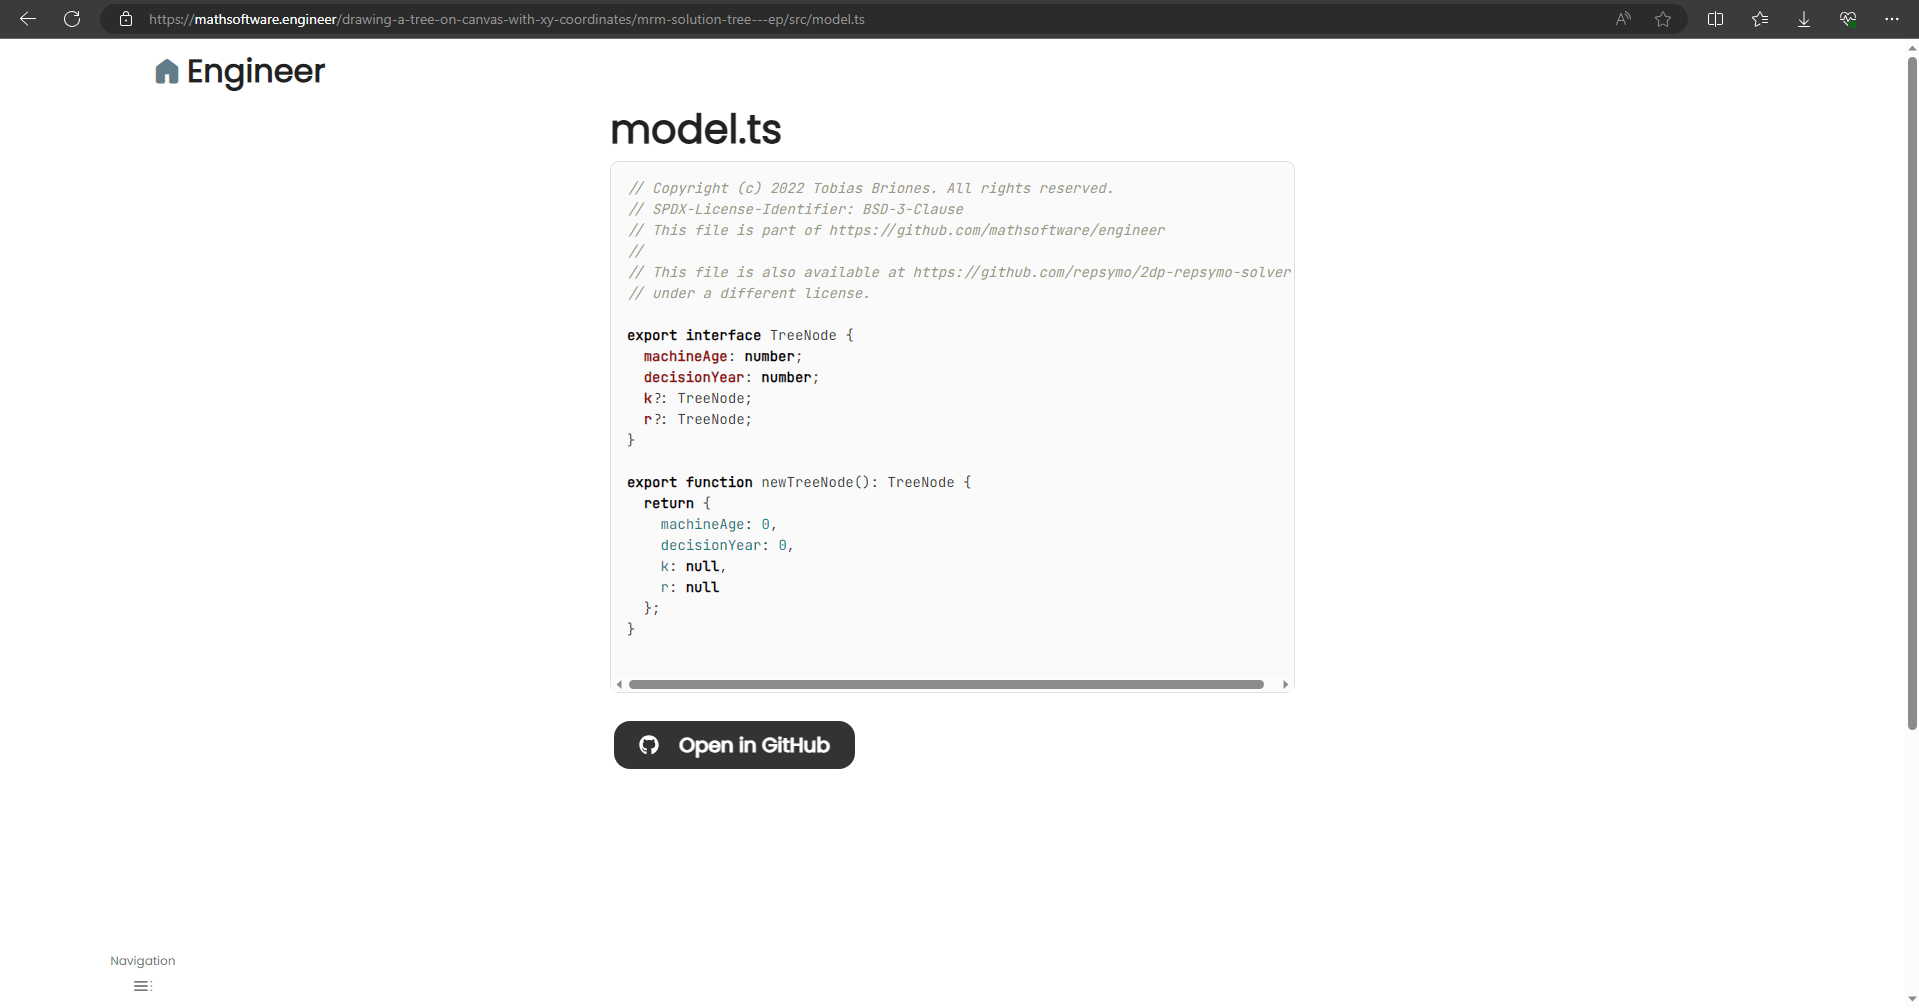 https://mathsoftware.engineer/drawing-a-tree-on-canvas-with-xy-coordinates/mrm-solution-tree---ep/src/model.ts
Engineer
model.ts
// Copyright (c) 2022 Tobias Briones. All rights reserved.
// SPDX-License-Identifier: BSD-3-Clause
// This file is part of https://github.com/mathsoftware/engineer
//
// This file is also available at https://github.com/repsymo/2dp-repsymo-solver
// under a different license.
export interface TreeNode {
machineAge: number;
decisionYear: number;
k?: TreeNode;
r?: TreeNode;
}
export function newTreeNode(): TreeNode {
return {
machineAge: 0,
decisionYear: 0,
k: null,
r: null
};
}
Open in GitHub
Navigation